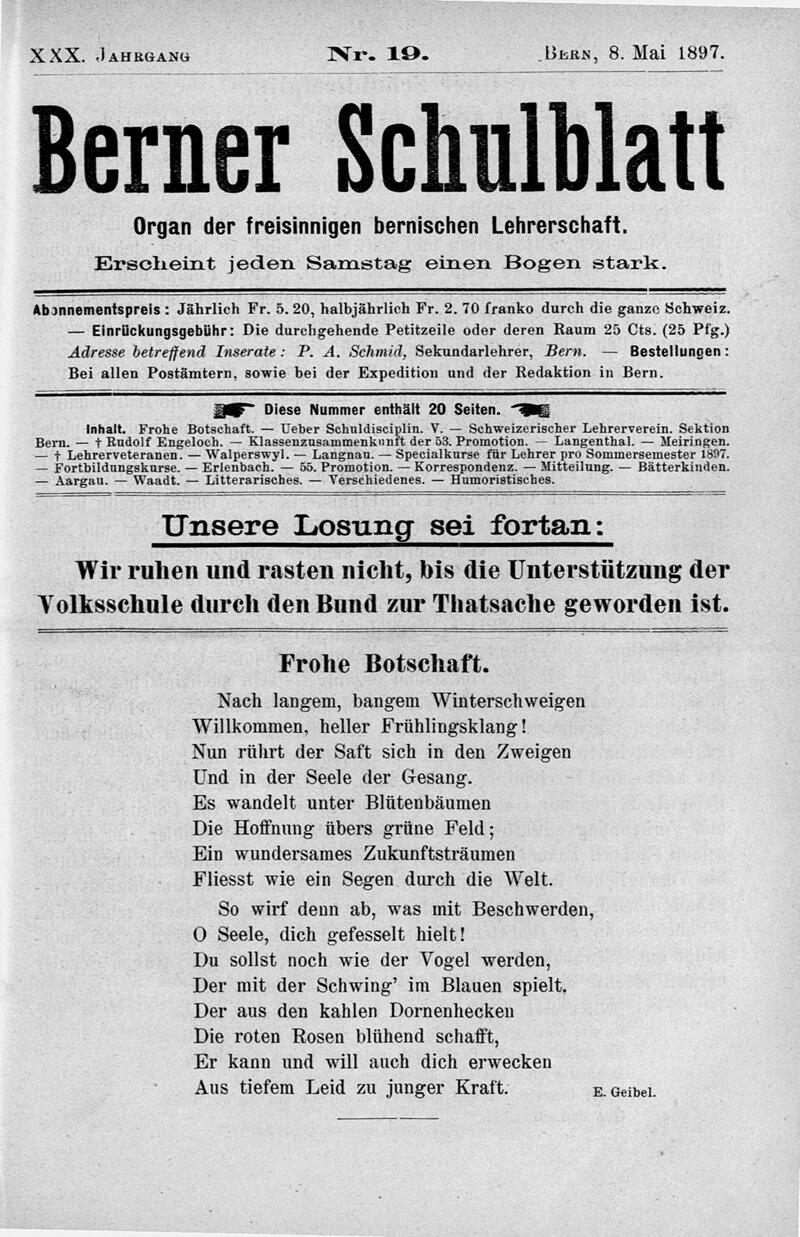 XXX. JAHRGANG Nr. 19. BERN, 8. Mai 1897.
Berner Schulblatt
Organ der freisinnigen bernischen Lehrerschaft.
Erscheint jeden Samstag einen Bogen stark.
Abonnementspreis: Jährlich Fr. 5. 20, halbjährlich Fr. 2. 70 franko durch die ganze Schweiz.
— Einrückungsgebühr: Die durchgehende Petitzeile oder deren Raum 25 Cts. (25 Pfg.)
Adresse betreffend Inserate: P. A. Schmid, Sekundarlehrer, Bern. — Bestellungen:
Bei allen Postämtern, sowie bei der Expedition und der Redaktion in Bern.
Diese Nummer enthält 20 Seiten.
Inhalt. Frohe Botschaft. — Ueber Schuldisciplin. V. — Schweizerischer Lehrerverein. Sektion
Bern. — † Rudolf Engeloch. — Klassenzusammenkunft der 53. Promotion. — Langenthal. — Meiringen.
— † Lehrerveteranen. — Walperswyl. — Langnau. — Specialkurse für Lehrer pro Sommersemester 1897.
— Fortbildungskurse. — Erlenbach. — 55. Promotion. — Korrespondenz. — Mitteilung. — Bätterkinden.
— Aargau. — Waadt. — Litterarisches. — Verschiedenes. — Humoristisches.
Unsere Losung sei fortan:
Wir ruhen und rasten nicht, bis die Unterstützung der
Volksschule durch den Bund zur Thatsache geworden ist.
Frohe Botschaft.
Nach langem, bangem Winterschweigen
Willkommen, heller Frühlingsklang!
Nun rührt der Saft sich in den Zweigen
Und in der Seele der Gesang.
Es wandelt unter Blütenbäumen
Die Hoffnung übers grüne Feld;
Ein wundersames Zukunftsträumen
Fliesst wie ein Segen durch die Welt.
So wirf denn ab, was mit Beschwerden,
O Seele, dich gefesselt hielt!
Du sollst noch wie der Vogel werden,
Der mit der Schwing' im Blauen spielt.
Der aus den kahlen Dornenhecken
Die roten Rosen blühend schafft,
Er kann und will auch dich erwecken
Aus tiefem Leid zu junger Kraft.
E. Geibel.